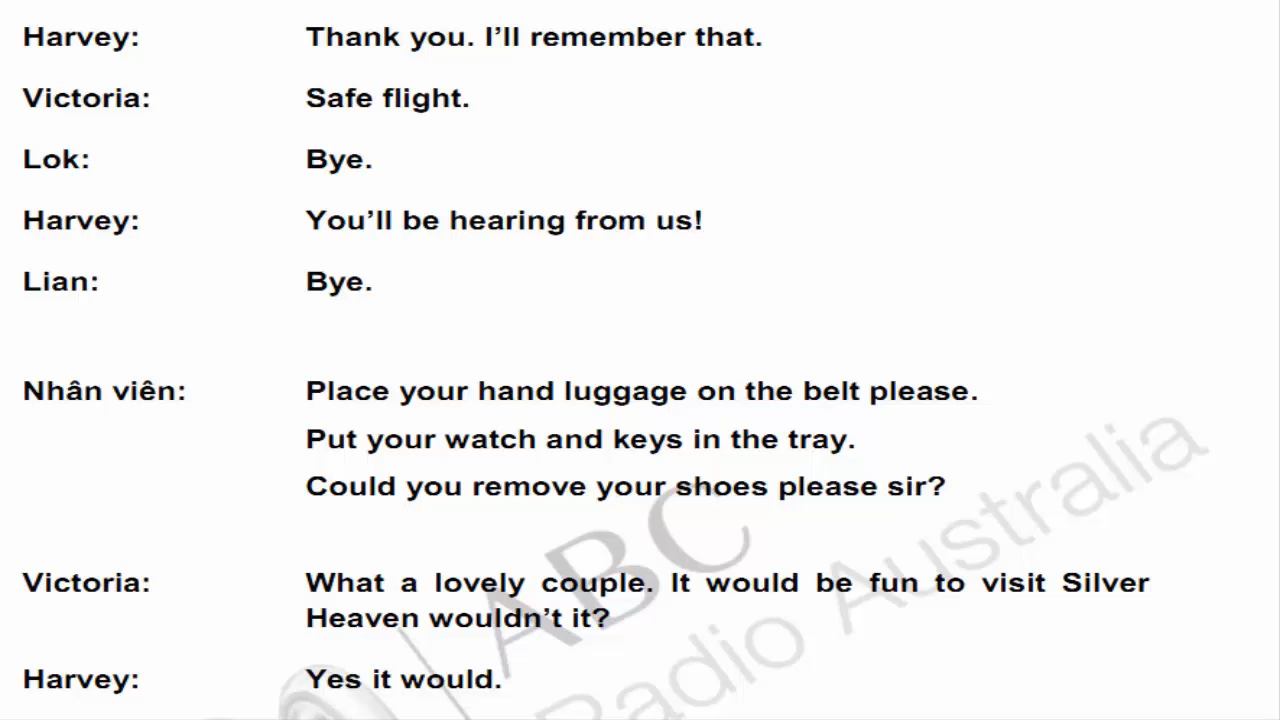 Harvey: Thank you. I’ll remember that.
Victoria: Safe flight.
Lok: Bye.
Harvey: You’ll be hearing from us!
Lian: Bye.
Nhân viên: Place your hand luggage on the belt please.
Put your watch and keys in the tray.
Could you remove your shoes please sir?
Victoria: What a lovely couple. It would be fun to visit Silver
Heaven wouldn’t it?
Harvey: Yes it would.
ABC
Radio Australia